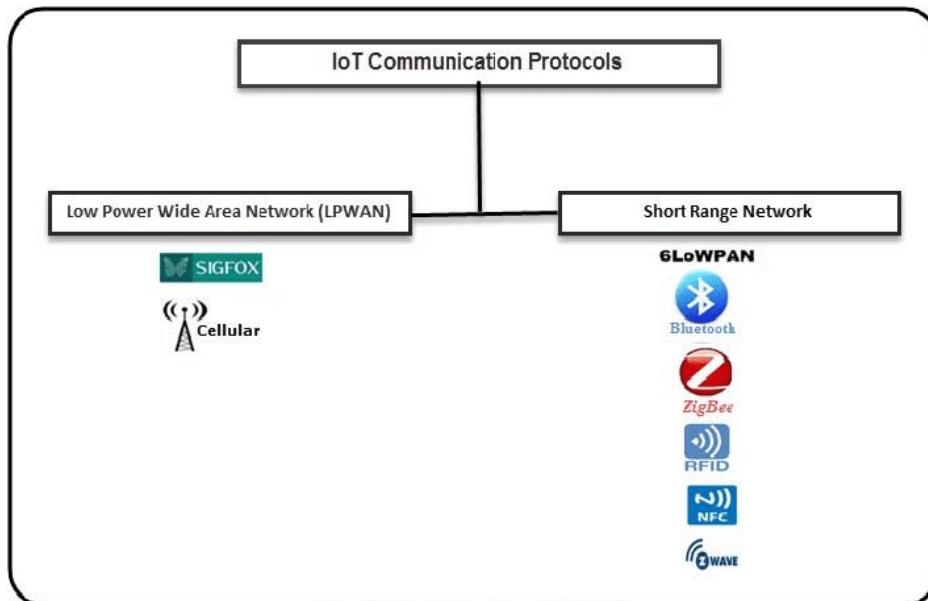 IoT Communication Protocols
Low Power Wide Area Network (LPWAN)
Short Range Network
SIGFOX
Cellular
6LoWPAN
Bluetooth
ZigBee
RFID
NFC
Z WAVE